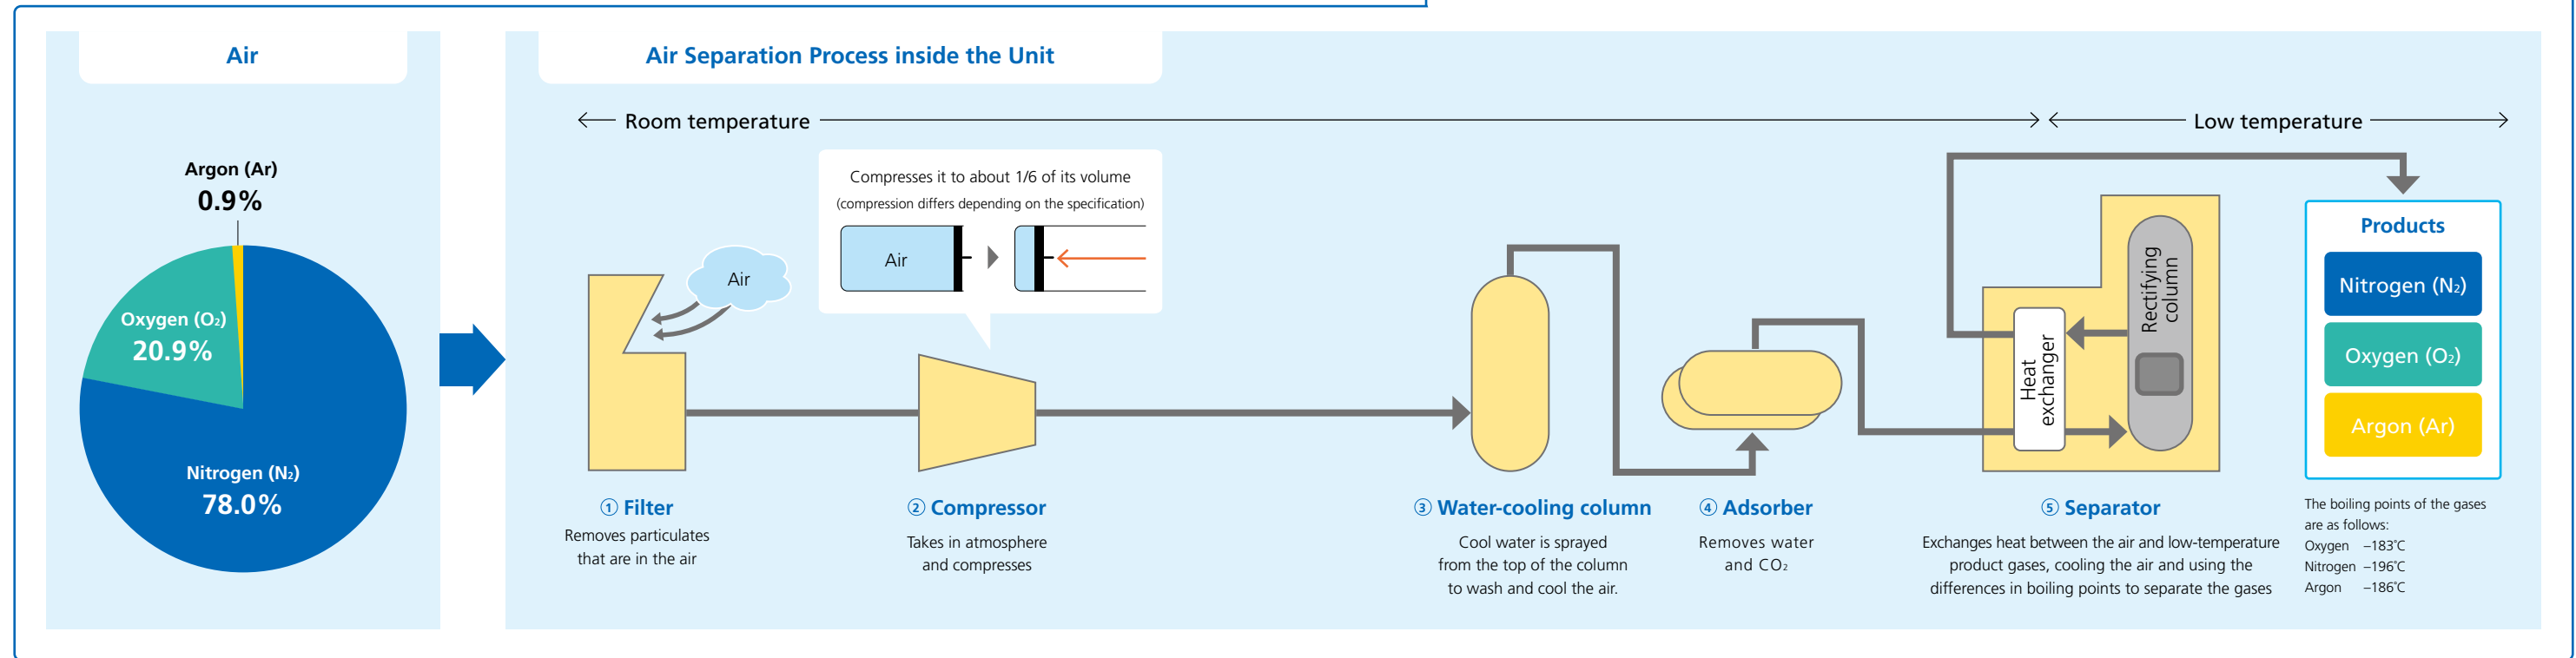 Air
Argon (Ar)
0.9%
Oxygen (O₂)
20.9%
Nitrogen (N₂)
78.0%
Air Separation Process inside the Unit
Room temperature
Low temperature
Compresses it to about 1/6 of its volume
(compression differs depending on the specification)
Air
Air
① Filter
Removes particulates
that are in the air
② Compressor
Takes in atmosphere
and compresses
③ Water-cooling column
Cool water is sprayed
from the top of the column
to wash and cool the air.
④ Adsorber
Removes water
and CO₂
Heat
exchanger
Rectifying
column
⑤ Separator
Exchanges heat between the air and low-temperature
product gases, cooling the air and using the
differences in boiling points to separate the gases
Products
Nitrogen (N₂)
Oxygen (O₂)
Argon (Ar)
The boiling points of the gases
are as follows:
Oxygen –183°C
Nitrogen –196°C
Argon –186°C